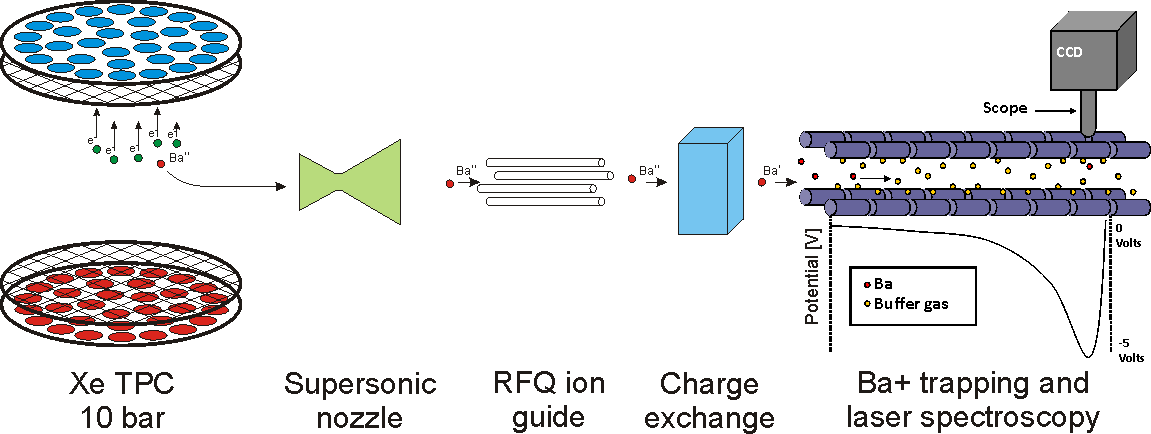 CCD
Scope
e⁻ e⁻ e⁻ e⁻ e⁻
Ba⁺⁺
Ba⁺⁺
Ba⁺⁺
Ba⁺
0
Volts
Potential [V]
Ba
Buffer gas
-5
Volts
Xe TPC
10 bar
Supersonic
nozzle
RFQ ion
guide
Charge
exchange
Ba+ trapping and
laser spectroscopy